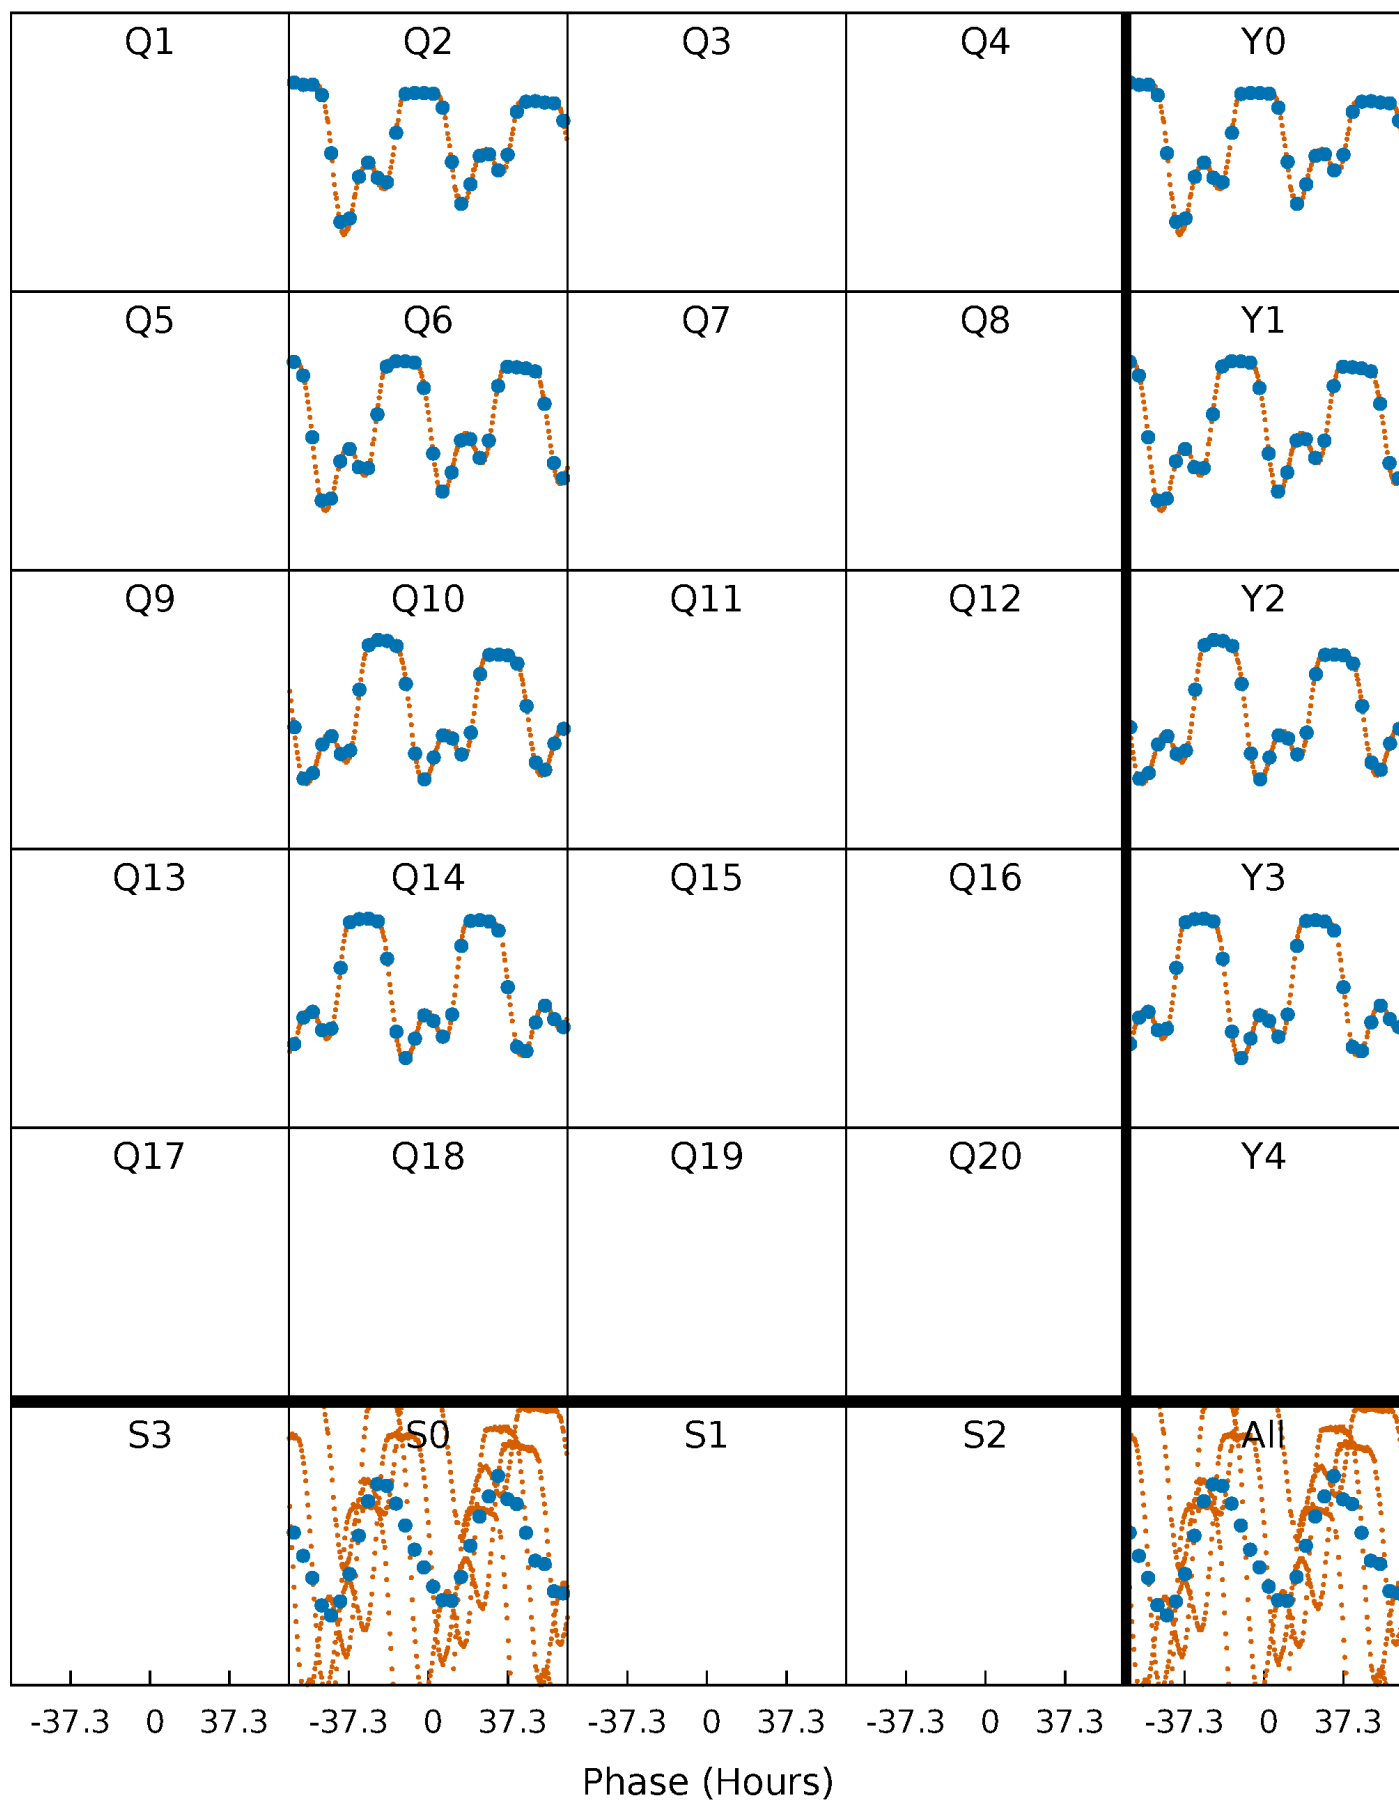 Q1 Q2 Q3 Q4 Y0
Q5 Q6 Q7 Q8 Y1
Q9 Q10 Q11 Q12 Y2
Q13 Q14 Q15 Q16 Y3
Q17 Q18 Q19 Q20 Y4
S3 S0 S1 S2 All
-37.3 0 37.3 -37.3 0 37.3 -37.3 0 37.3 -37.3 0 37.3 -37.3 0 37.3
Phase (Hours)